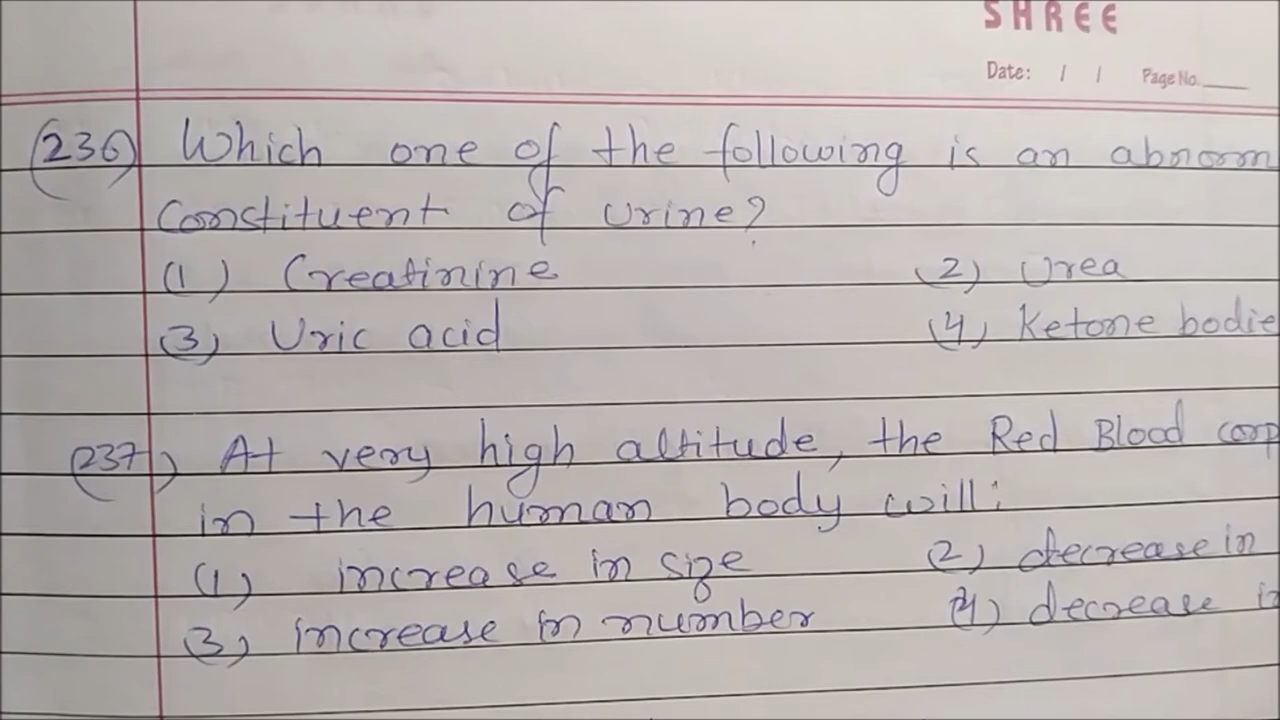 SHREE
Date: / / Page No.
(236) Which one of the following is an abnorm
Constituent of urine?
(1) Creatinine (2) Urea
(3) Uric acid (4) Ketone bodie
(237) At very high altitude, the Red Blood corp
in the human body will:
(1) increase in size (2) decrease in
(3) increase in number (4) decrease in